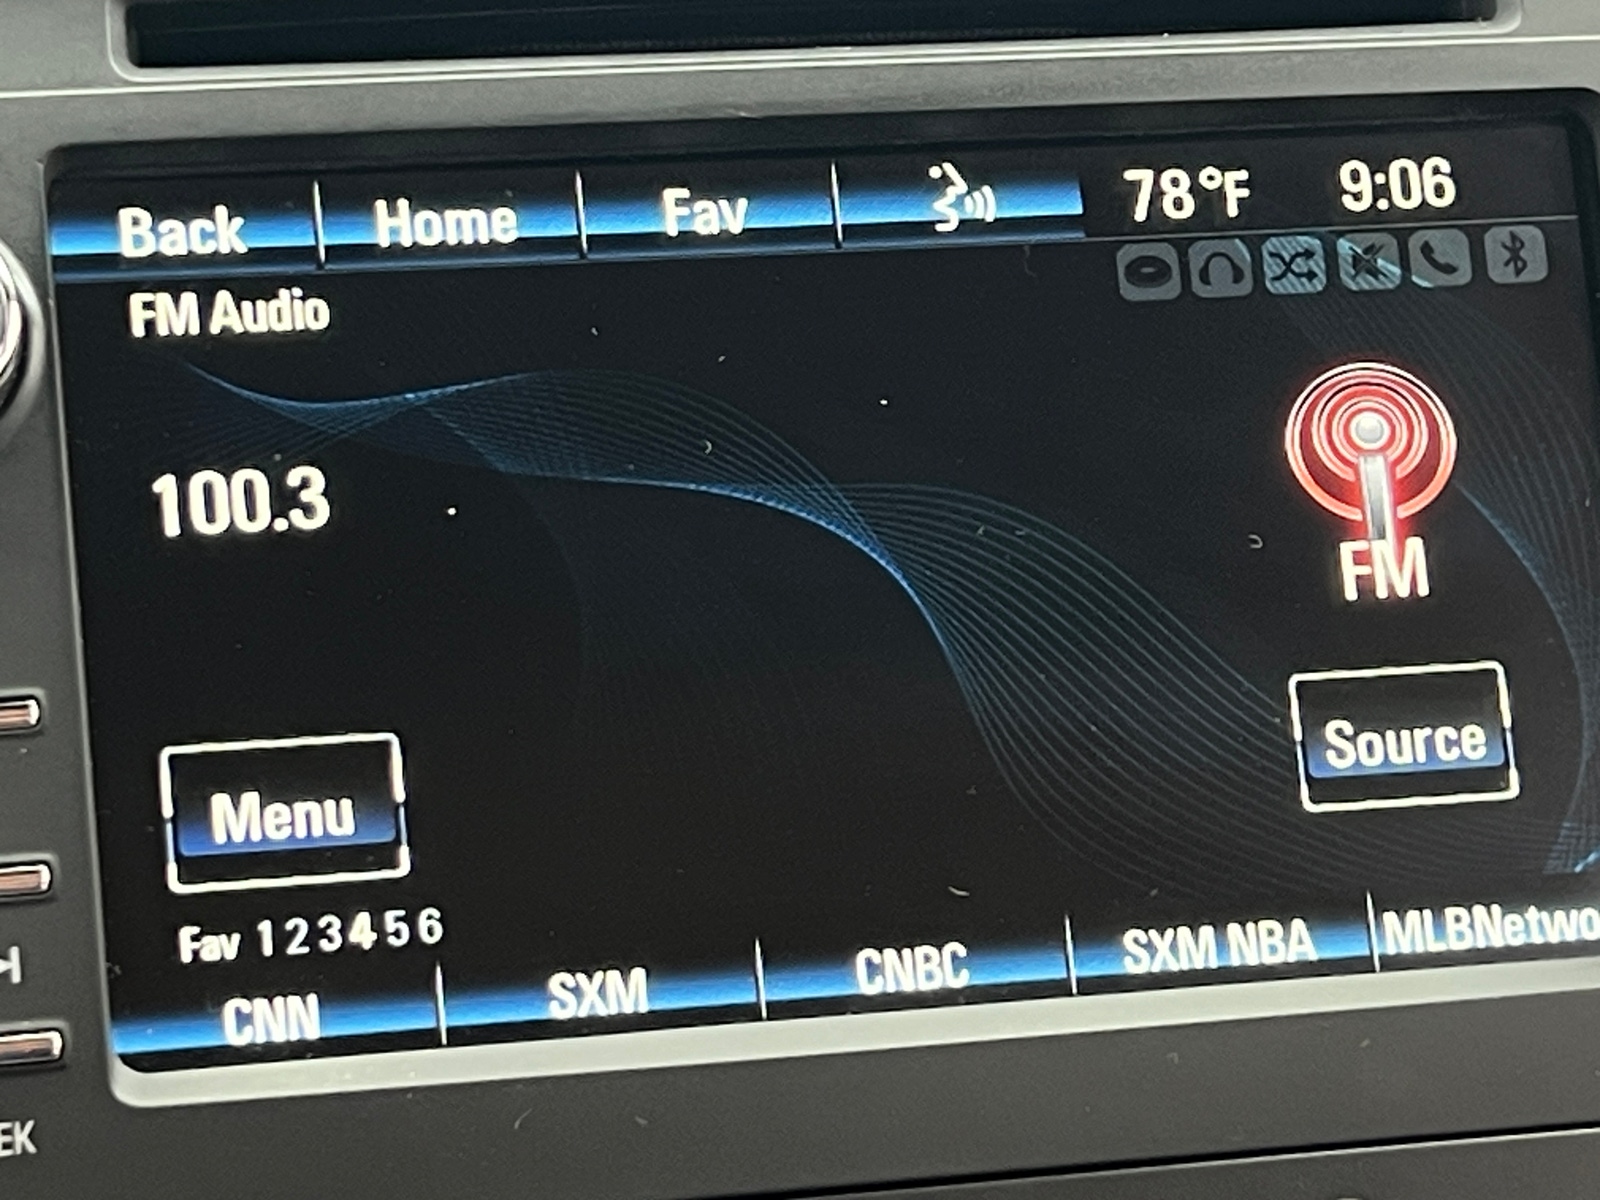 Back Home Fav 78°F 9:06
FM Audio
100.3
FM
Source
Menu
Fav 1 2 3 4 5 6
CNN SXM CNBC SXM NBA MLBNetwo
EK